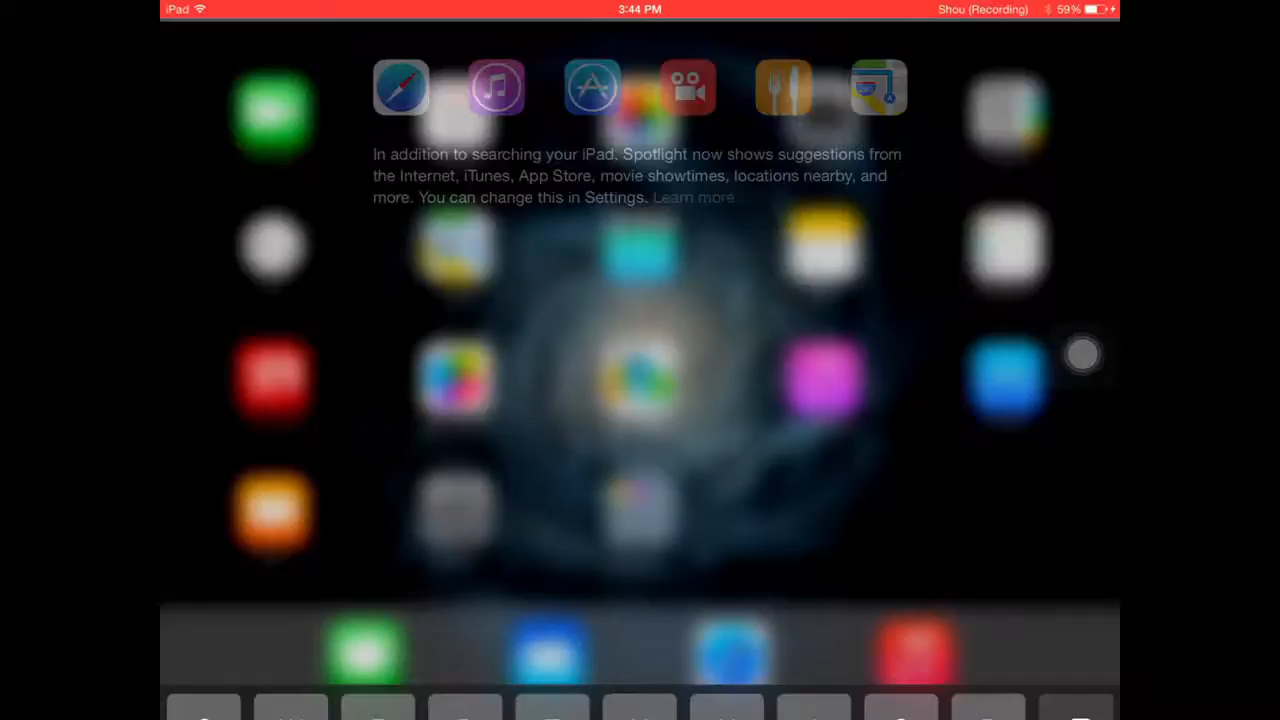 iPad 3:44 PM Shou (Recording) 59%
In addition to searching your iPad, Spotlight now shows suggestions from
the Internet, iTunes, App Store, movie showtimes, locations nearby, and
more. You can change this in Settings. Learn more...